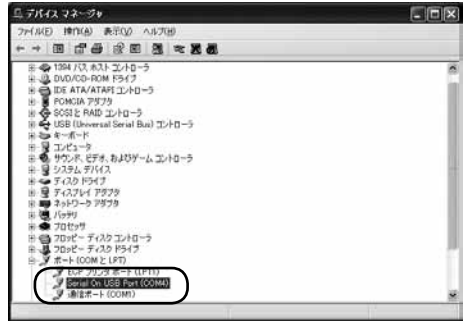 デバイス マネージャ
ファイル(F) 操作(A) 表示(V) ヘルプ(H)
1394 バス ホスト コントローラ
DVD/CD-ROM ドライブ
IDE ATA/ATAPI コントローラ
PCMCIA アダプタ
SCSI と RAID コントローラ
USB (Universal Serial Bus) コントローラ
キーボード
コンピュータ
サウンド、ビデオ、およびゲーム コントローラ
システム デバイス
ディスク ドライブ
ディスプレイ アダプタ
ネットワーク アダプタ
バッテリ
プロセッサ
フロッピー ディスク コントローラ
フロッピー ディスク ドライブ
ポート (COM と LPT)
ECP プリンタ ポート (LPT1)
Serial On USB Port (COM4)
通信ポート (COM1)